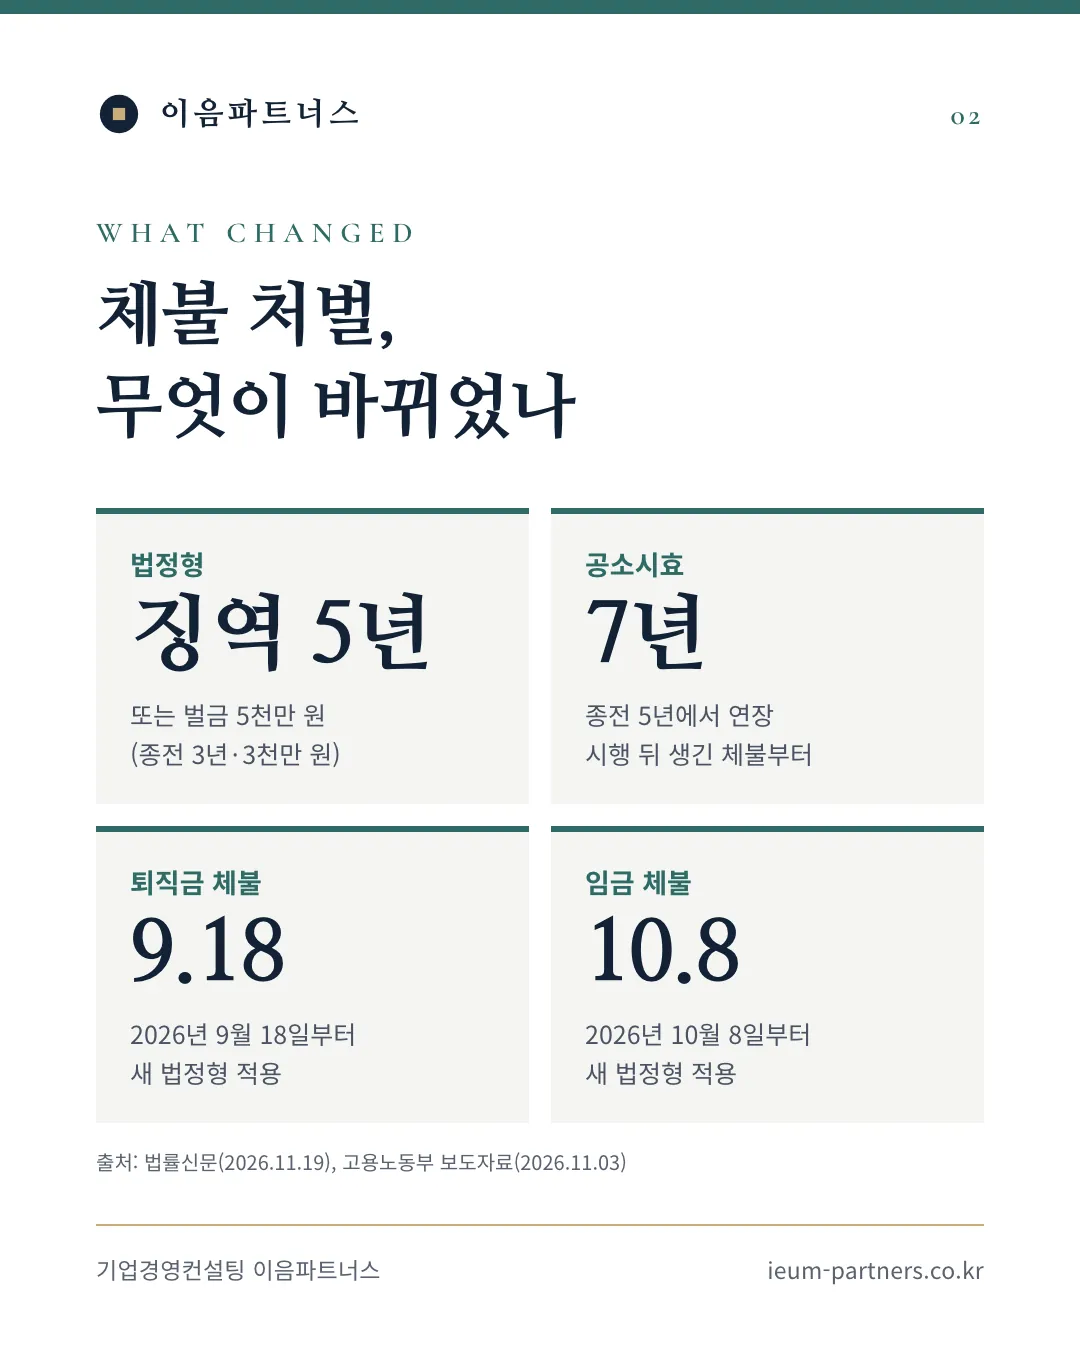 이음파트너스
02
WHAT CHANGED
체불 처벌,
무엇이 바뀌었나
법정형
징역 5년
또는 벌금 5천만 원
(종전 3년·3천만 원)
공소시효
7년
종전 5년에서 연장
시행 뒤 생긴 체불부터
퇴직금 체불
9.18
2026년 9월 18일부터
새 법정형 적용
임금 체불
10.8
2026년 10월 8일부터
새 법정형 적용
출처: 법률신문(2026.11.19), 고용노동부 보도자료(2026.11.03)
기업경영컨설팅 이음파트너스
ieum-partners.co.kr